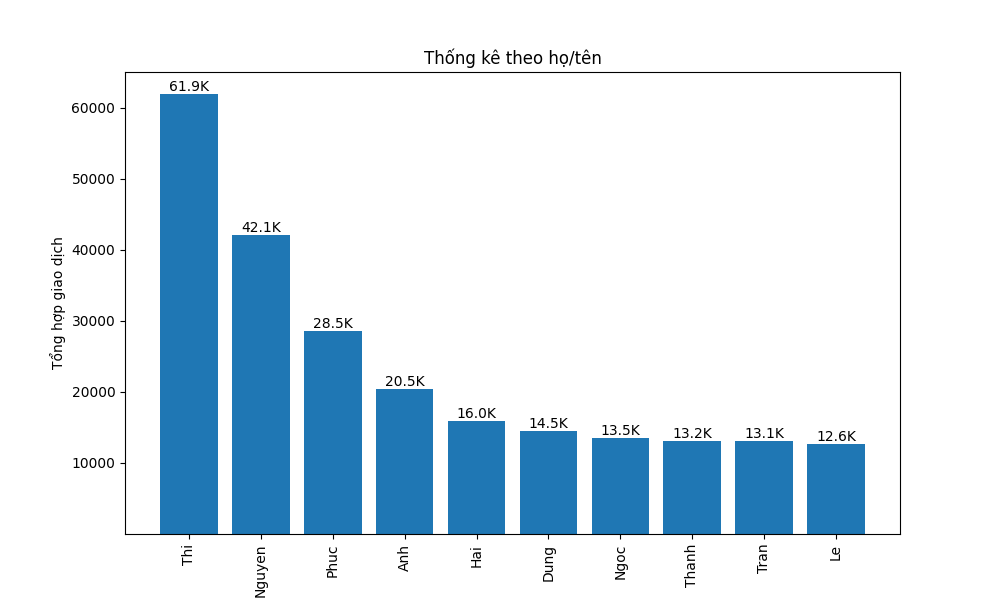 Thống kê theo họ/tên
Tổng hợp giao dịch
60000
50000
40000
30000
20000
10000
61.9K
42.1K
28.5K
20.5K
16.0K
14.5K
13.5K
13.2K
13.1K
12.6K
Thi
Nguyen
Phuc
Anh
Hai
Dung
Ngoc
Thanh
Tran
Le